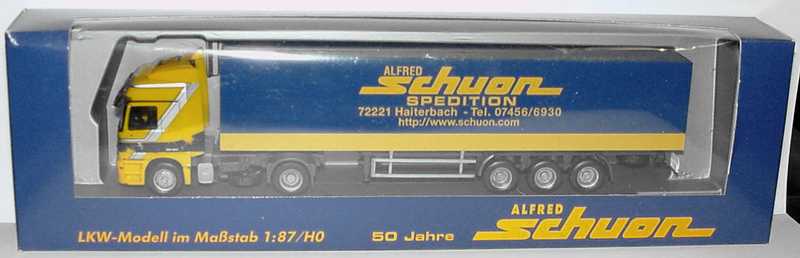 ALFRED
Schuon
SPEDITION
72221 Haiterbach - Tel. 07456/6930
http://www.schuon.com
LKW-Modell im Maßstab 1:87/H0
50 Jahre
ALFRED
Schuon